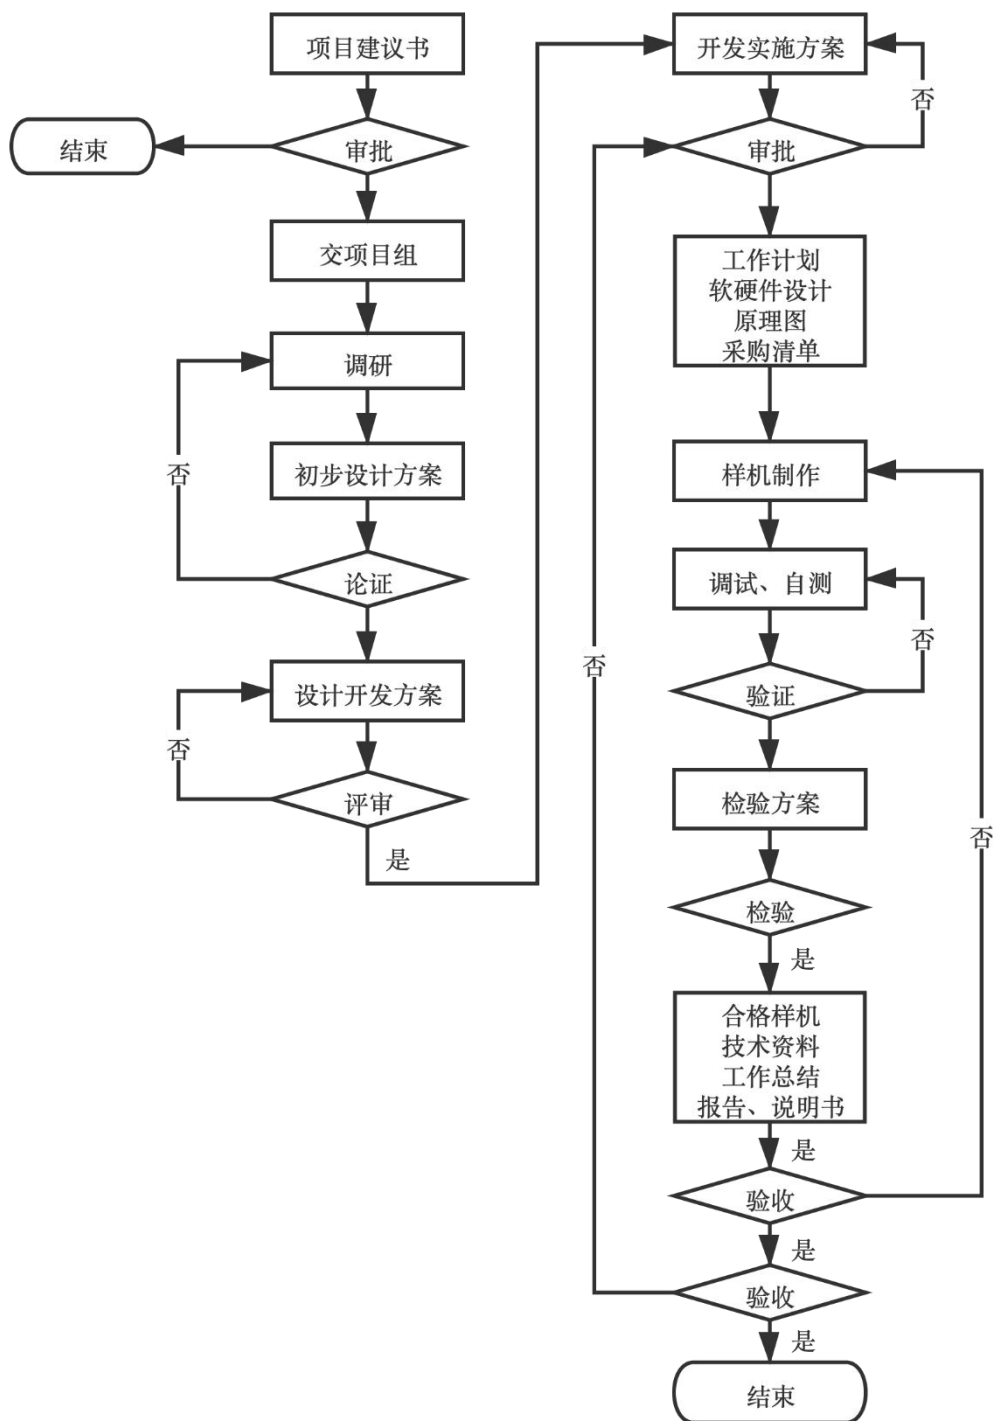 项目建议书
审批
结束
交项目组
调研
否
初步设计方案
论证
设计开发方案
否
评审
是
开发实施方案
否
审批
工作计划
软硬件设计
原理图
采购清单
样机制作
调试、自测
否
否
验证
检验方案
否
检验
是
合格样机
技术资料
工作总结
报告、说明书
是
验收
是
验收
是
结束